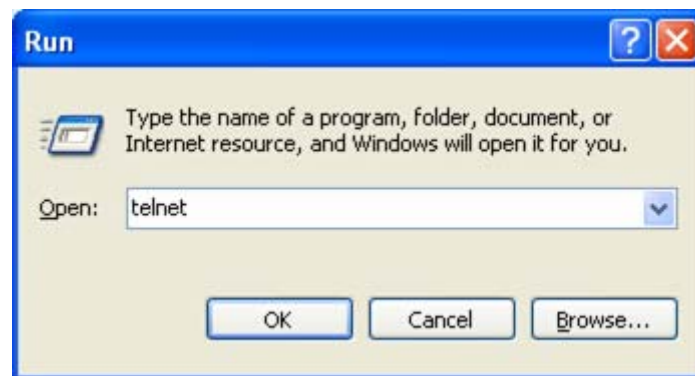 Run
Type the name of a program, folder, document, or
Internet resource, and Windows will open it for you.
Open: telnet
OK Cancel Browse...